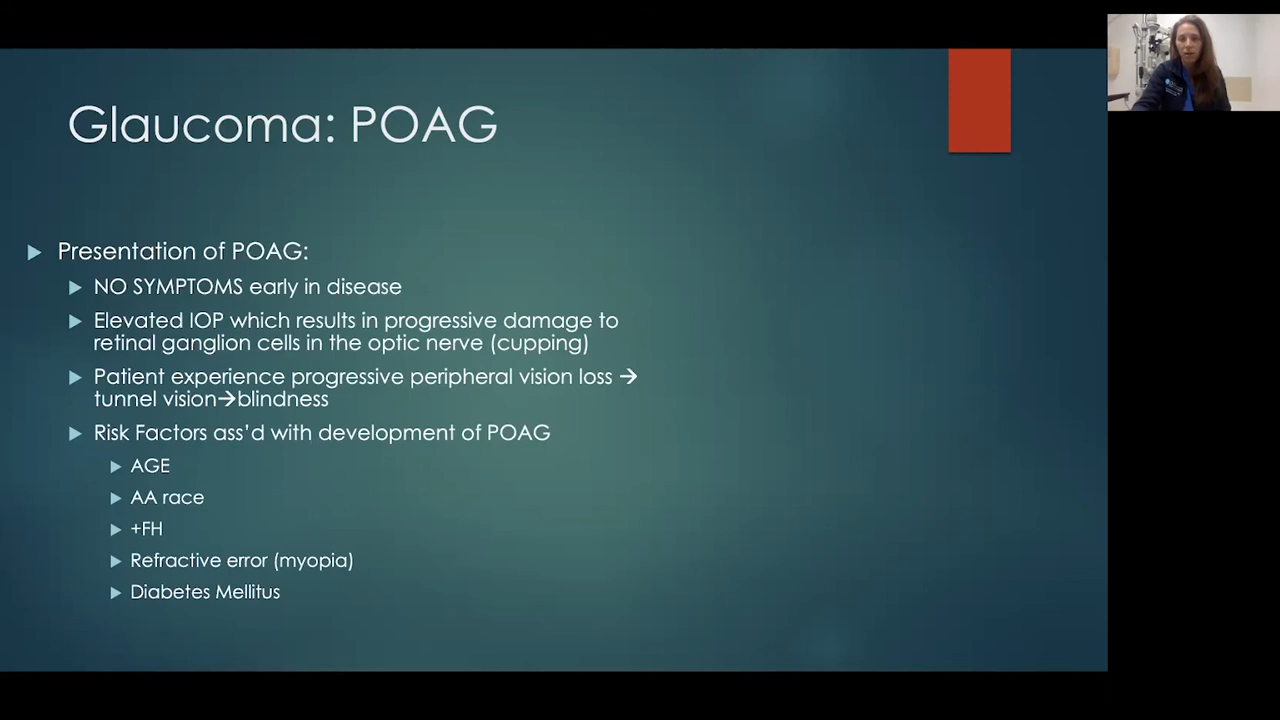 Glaucoma: POAG
Presentation of POAG:
NO SYMPTOMS early in disease
Elevated IOP which results in progressive damage to
retinal ganglion cells in the optic nerve (cupping)
Patient experience progressive peripheral vision loss →
tunnel vision→blindness
Risk Factors ass’d with development of POAG
AGE
AA race
+FH
Refractive error (myopia)
Diabetes Mellitus